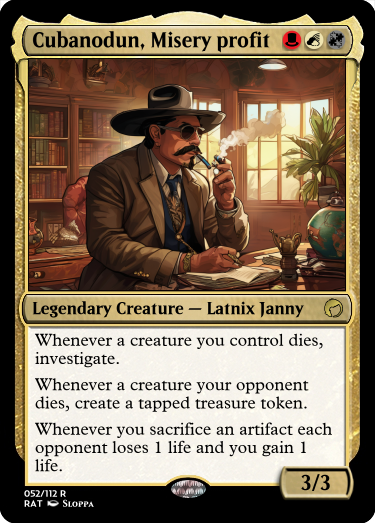 Cubanodun, Misery profit
Legendary Creature — Latnix Janny
Whenever a creature you control dies,
investigate.
Whenever a creature your opponent
dies, create a tapped treasure token.
Whenever you sacrifice an artifact each
opponent loses 1 life and you gain 1
life.
3/3
052/112 R
RAT Sloppa